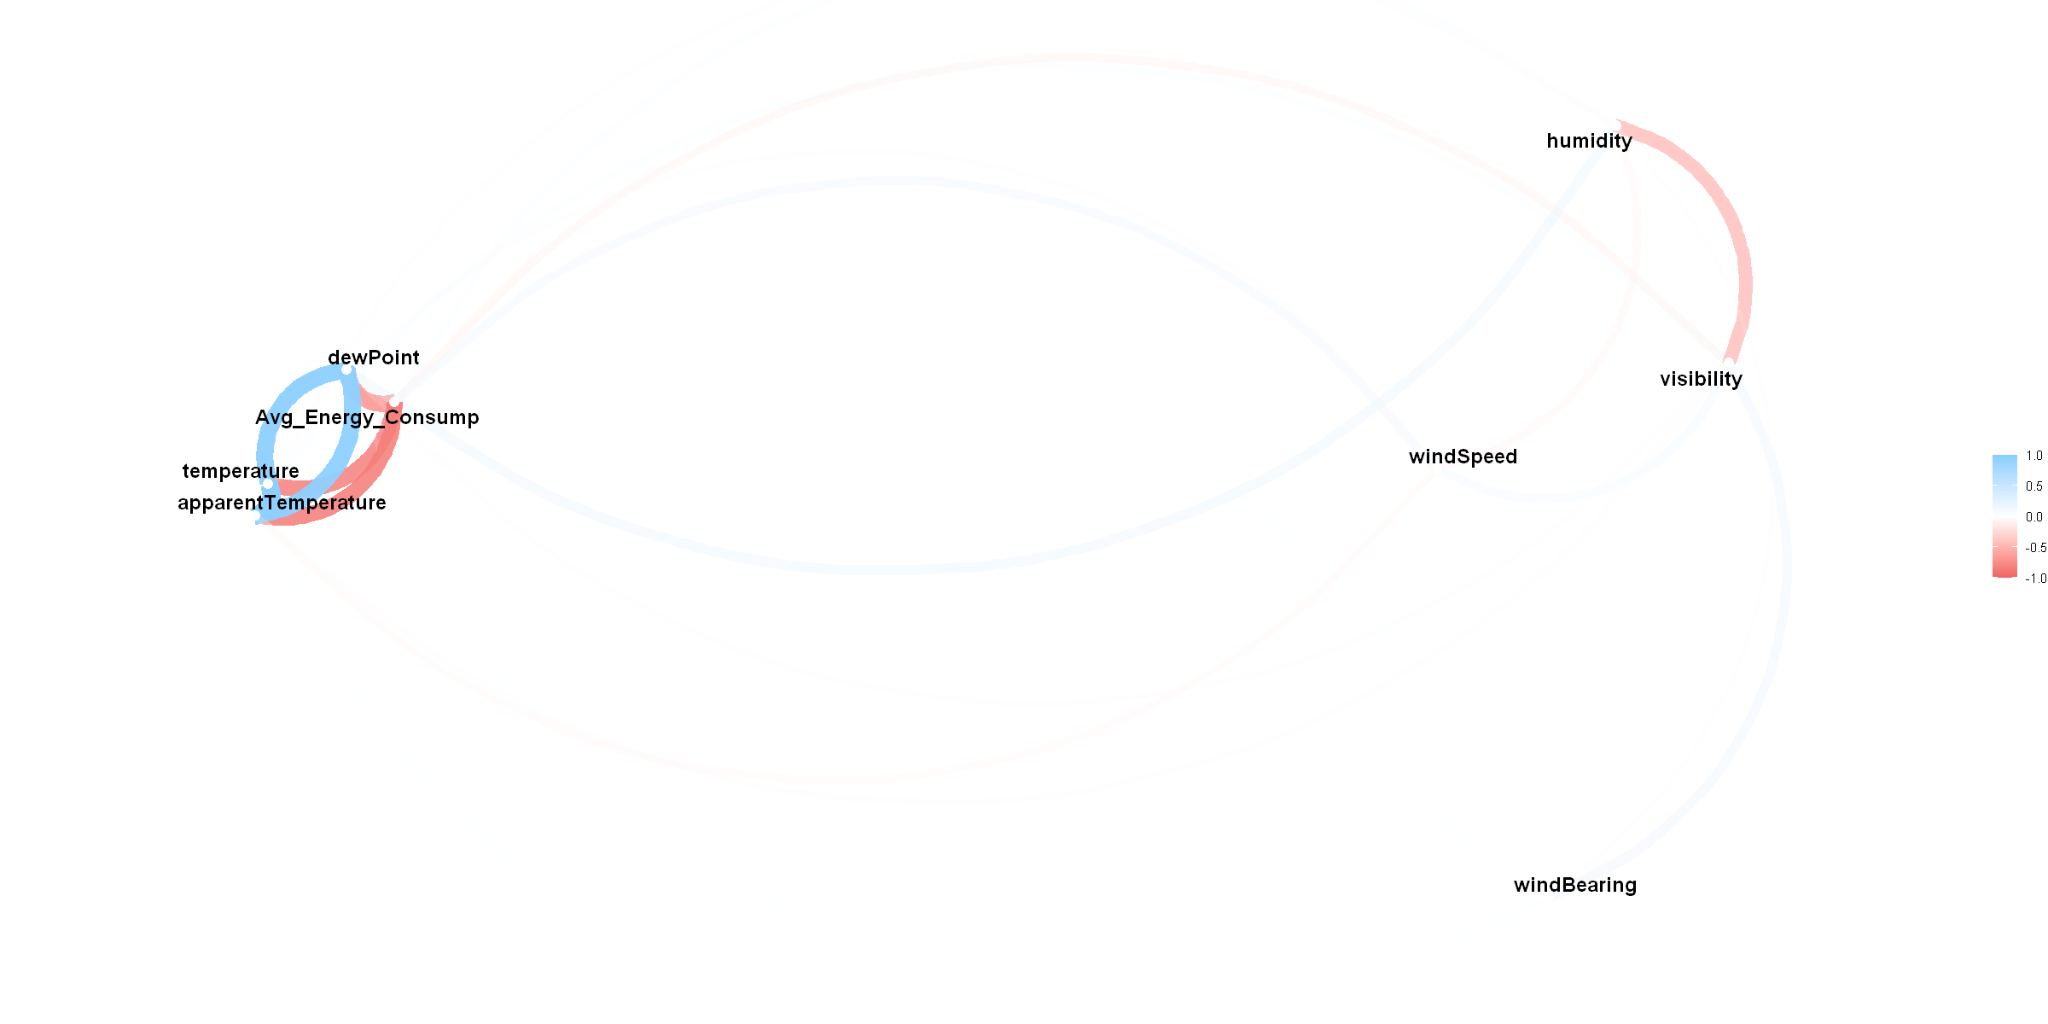 humidity
dewPoint
visibility
Avg_Energy_Consump
temperature
windSpeed
apparentTemperature
windBearing
1.0
0.5
0.0
-0.5
-1.0